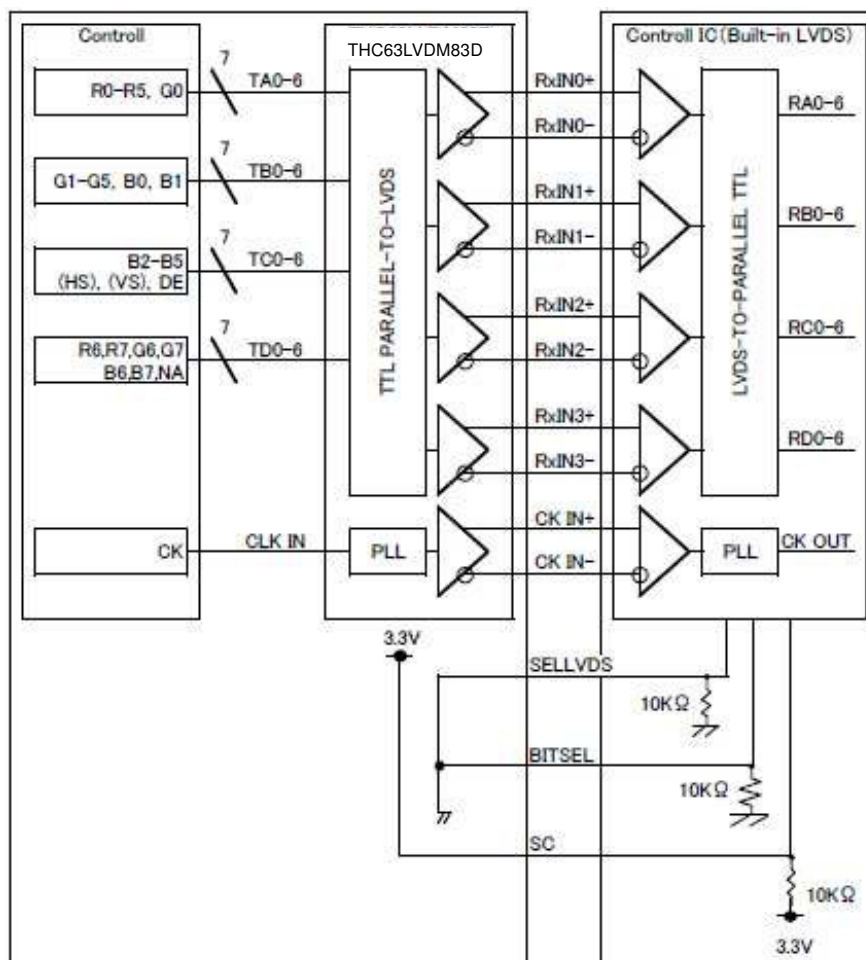 Controll
THC63LVDM83D
Controll IC(Built-in LVDS)
R0-R5, G0
7
TA0-6
RxIN0+
RxIN0-
RA0-6
G1-G5, B0, B1
7
TB0-6
RxIN1+
RxIN1-
RB0-6
B2-B5
(HS), (VS), DE
7
TC0-6
RxIN2+
RxIN2-
RC0-6
R6,R7,G6,G7
B6,B7,NA
7
TD0-6
RxIN3+
RxIN3-
RD0-6
TTL PARALLEL-TO-LVDS
LVDS-TO-PARALLEL TTL
CK
CLK IN
PLL
CK IN+
CK IN-
PLL
CK OUT
3.3V
SELLVDS
10KΩ
BITSEL
10KΩ
SC
10KΩ
3.3V